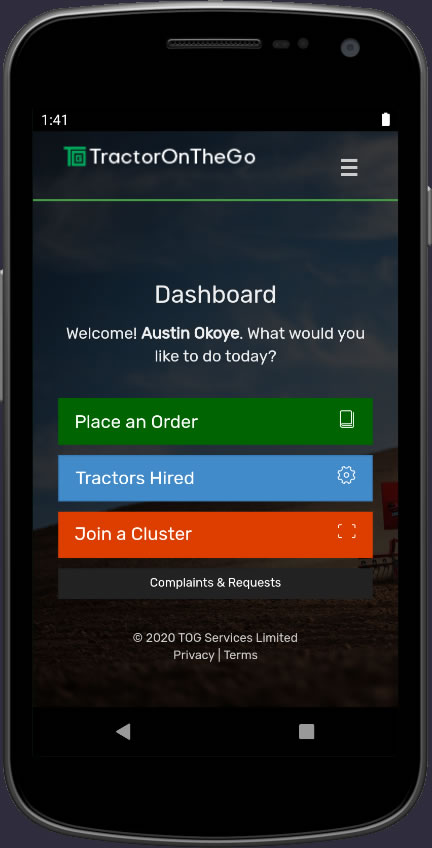 1:41
TractorOnTheGo
Dashboard
Welcome! Austin Okoye. What would you
like to do today?
Place an Order
Tractors Hired
Join a Cluster
Complaints & Requests
© 2020 TOG Services Limited
Privacy | Terms